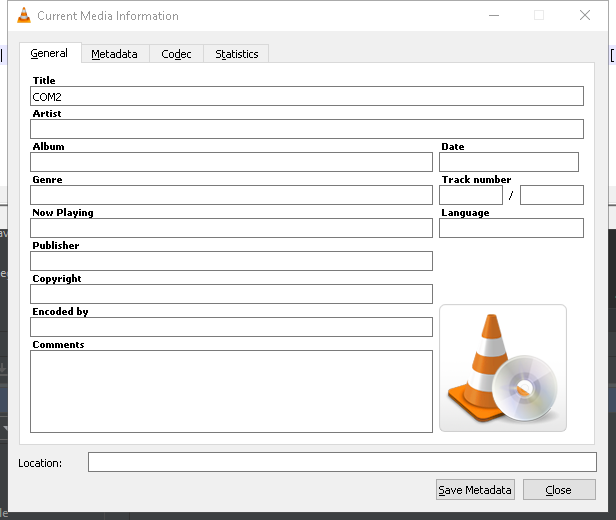 Current Media Information
General Metadata Codec Statistics
Title
COM2
Artist
Album Date
Genre Track number
/
Now Playing Language
Publisher
Copyright
Encoded by
Comments
Location:
Save Metadata Close